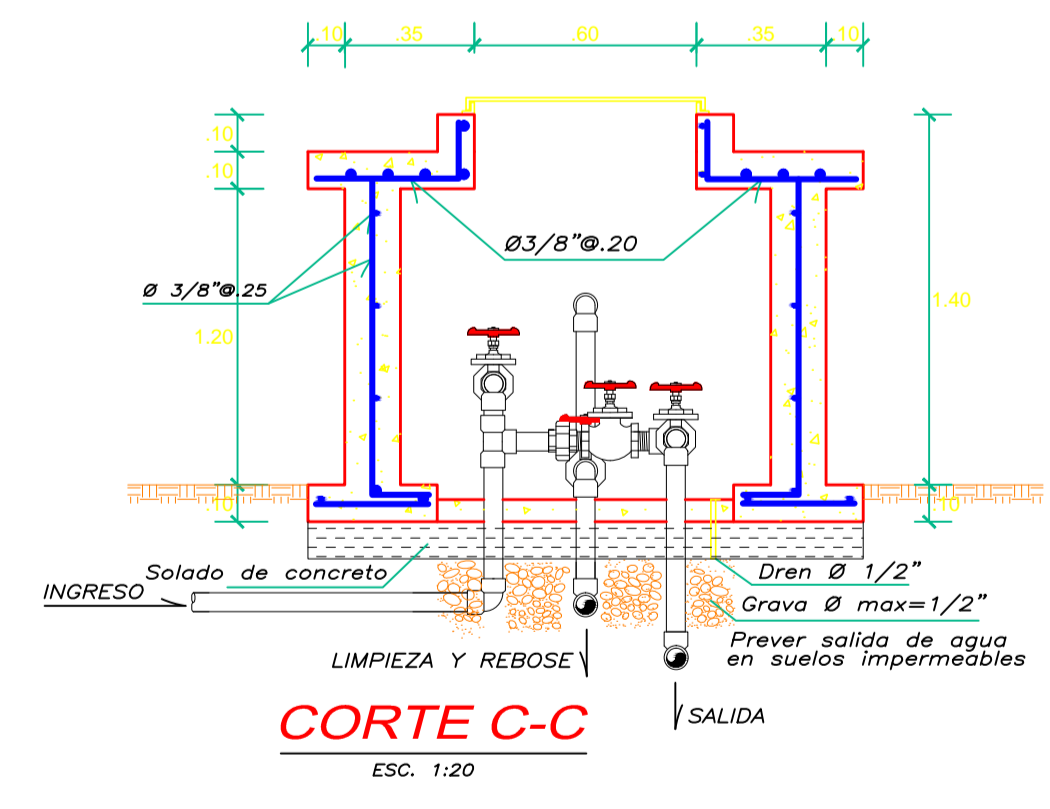 .10 .35 .60 .35 .10
.10
.10
Ø3/8"@.20
Ø 3/8"@.25
1.20
1.40
.10
.10
Solado de concreto
Dren Ø 1/2"
INGRESO
Grava Ø max=1/2"
Prever salida de agua
en suelos impermeables
LIMPIEZA Y REBOSE
SALIDA
CORTE C-C
ESC. 1:20